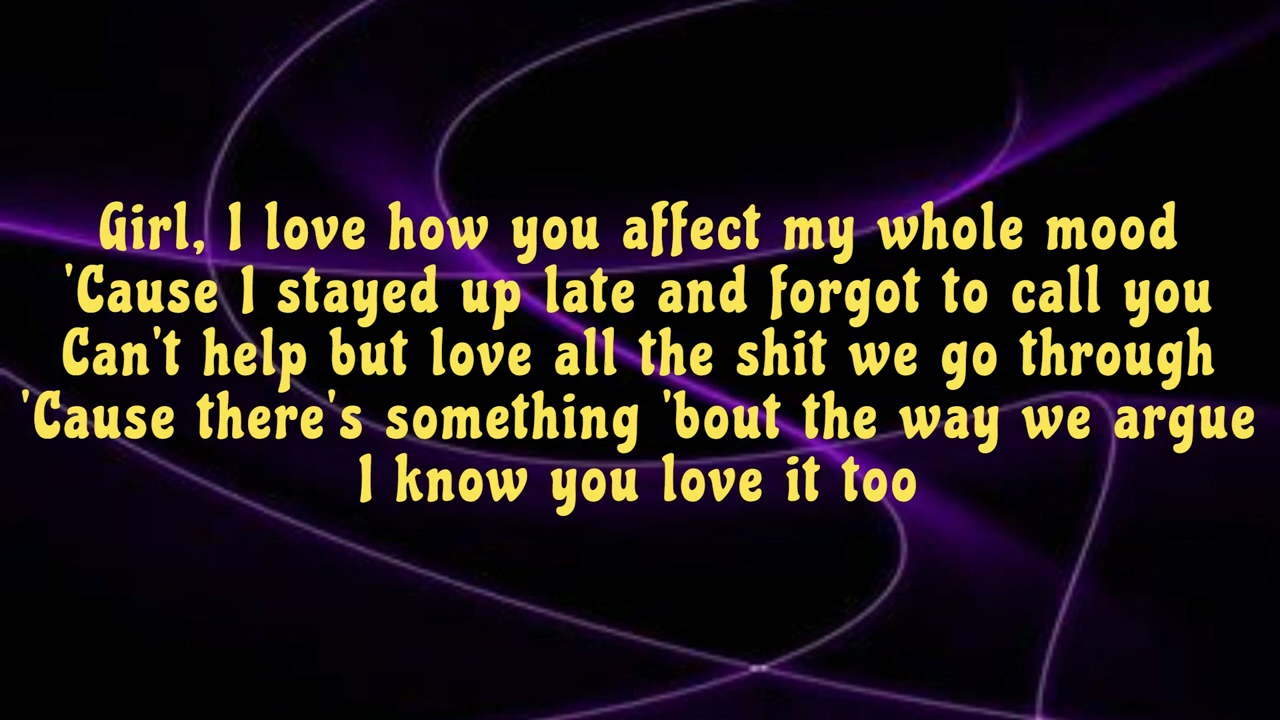 Girl, I love how you affect my whole mood
'Cause I stayed up late and forgot to call you
Can't help but love all the shit we go through
'Cause there's something 'bout the way we argue
I know you love it too